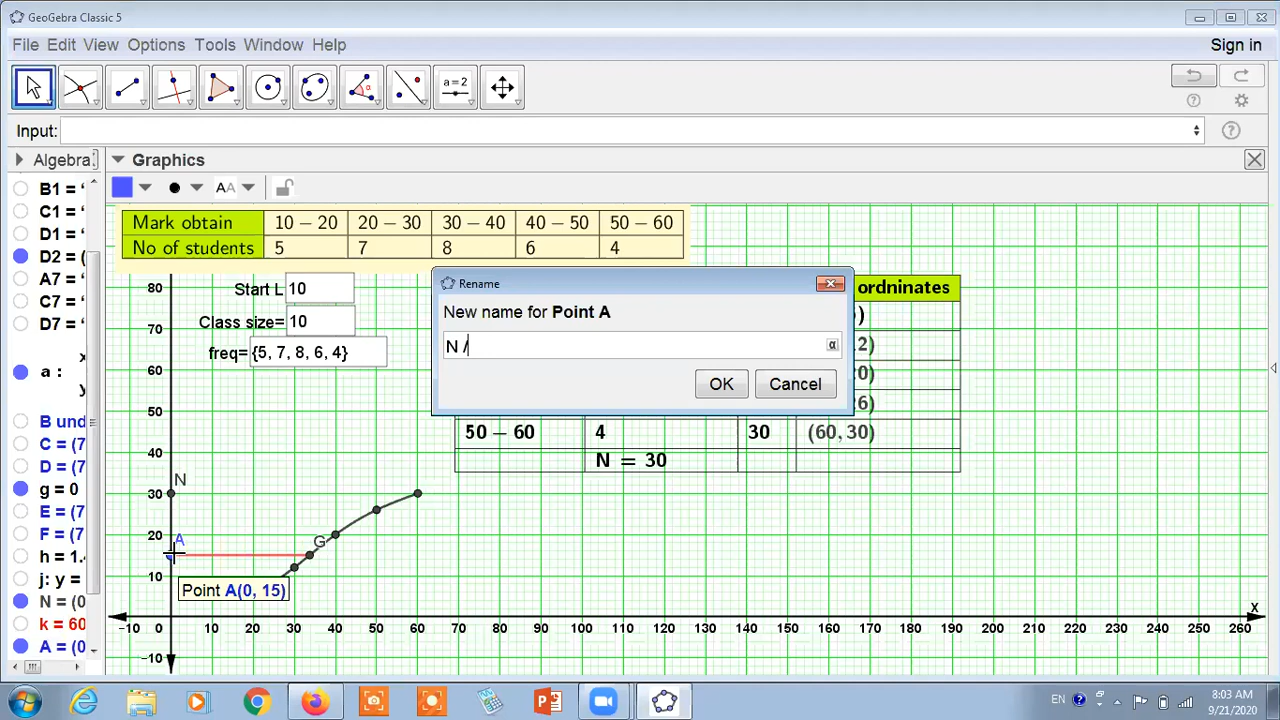 GeoGebra Classic 5
File Edit View Options Tools Window Help
Sign in
a=2
Input:
Algebra
Graphics
AA
B1 = '
C1 = '
D1 = '
D2 = (
A7 = '
C7 = '
D7 = '
a :
B und
C = (7
D = (7
g = 0
E = (7
F = (7
h = 1.
j: y =
N = (0
k = 60
A = (0
Mark obtain 10 – 20 20 – 30 30 – 40 40 – 50 50 – 60
No of students 5 7 8 6 4
Start L 10
Class size= 10
freq= {5, 7, 8, 6, 4}
Rename
New name for Point A
N /
α
OK Cancel
ordninates
)
2)
20)
26)
50 – 60 4 30 (60, 30)
N = 30
80
70
60
50
40
30
20
10
-10
N
A
G
Point A(0, 15)
-10 0 10 20 30 40 50 60 70 80 90 100 110 120 130 140 150 160 170 180 190 200 210 220 230 240 250 260
x
EN
8:03 AM
9/21/2020